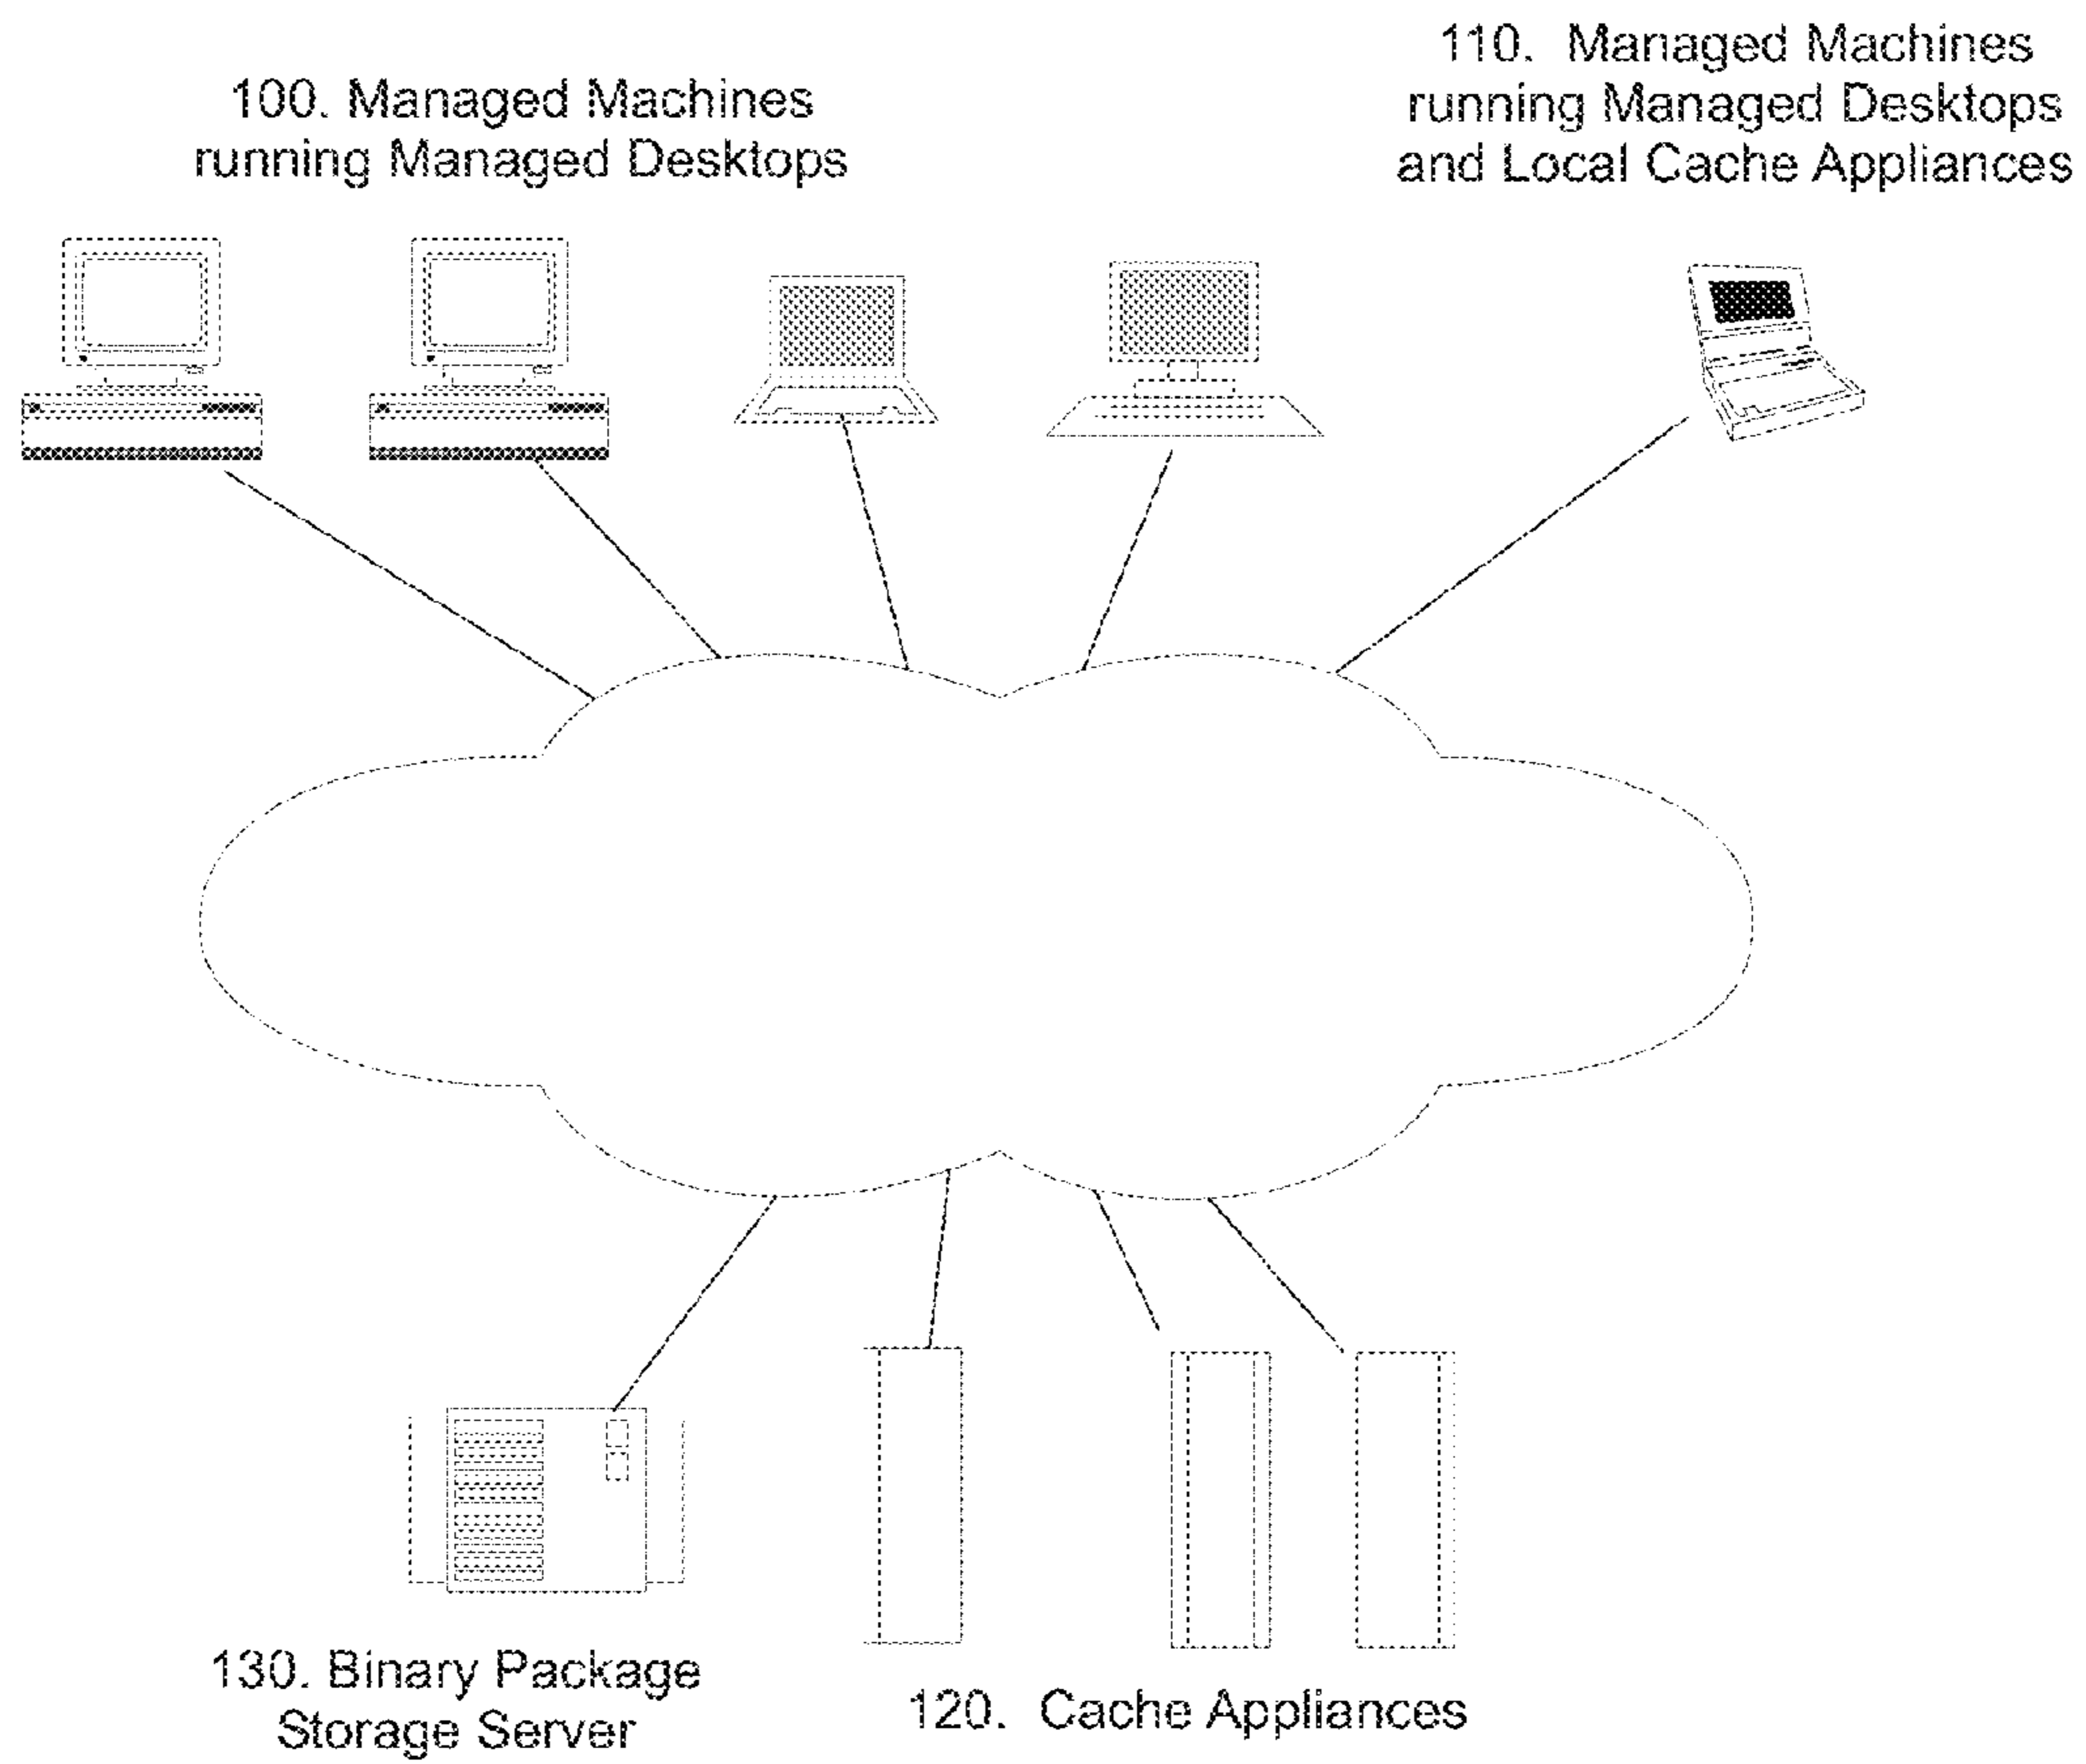 100. Managed Machines
running Managed Desktops
110. Managed Machines
running Managed Desktops
and Local Cache Appliances
130. Binary Package
Storage Server
120. Cache Appliances